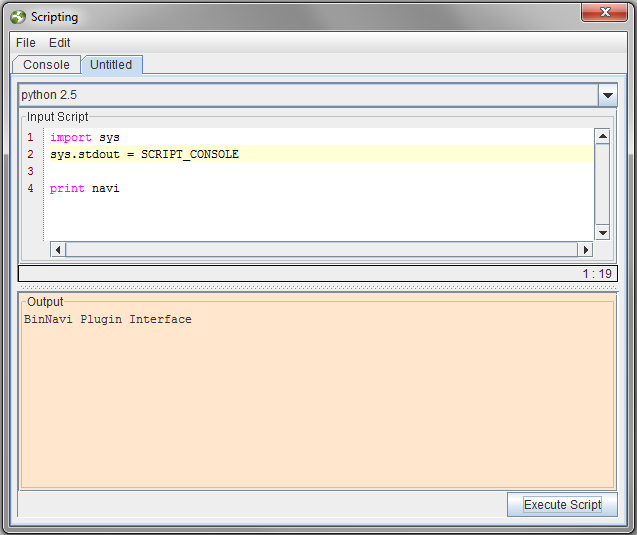 Scripting
File Edit
Console Untitled
python 2.5
Input Script
1 import sys
2 sys.stdout = SCRIPT_CONSOLE
3
4 print navi
1 : 19
Output
BinNavi Plugin Interface
Execute Script